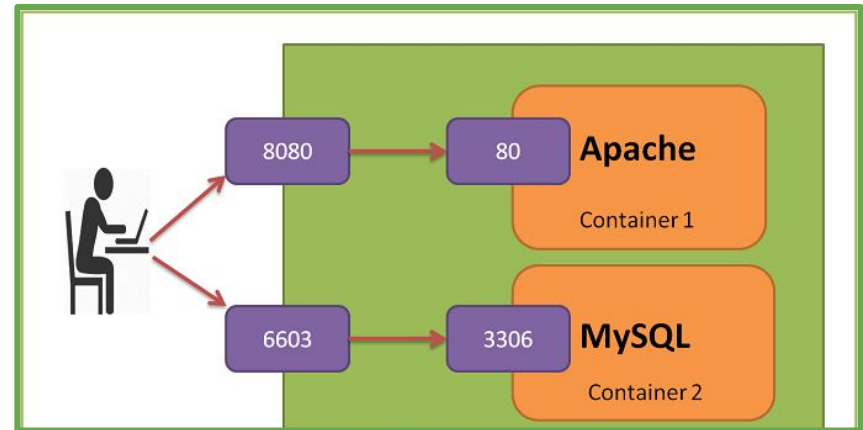 8080
80
Apache
Container 1
6603
3306
MySQL
Container 2